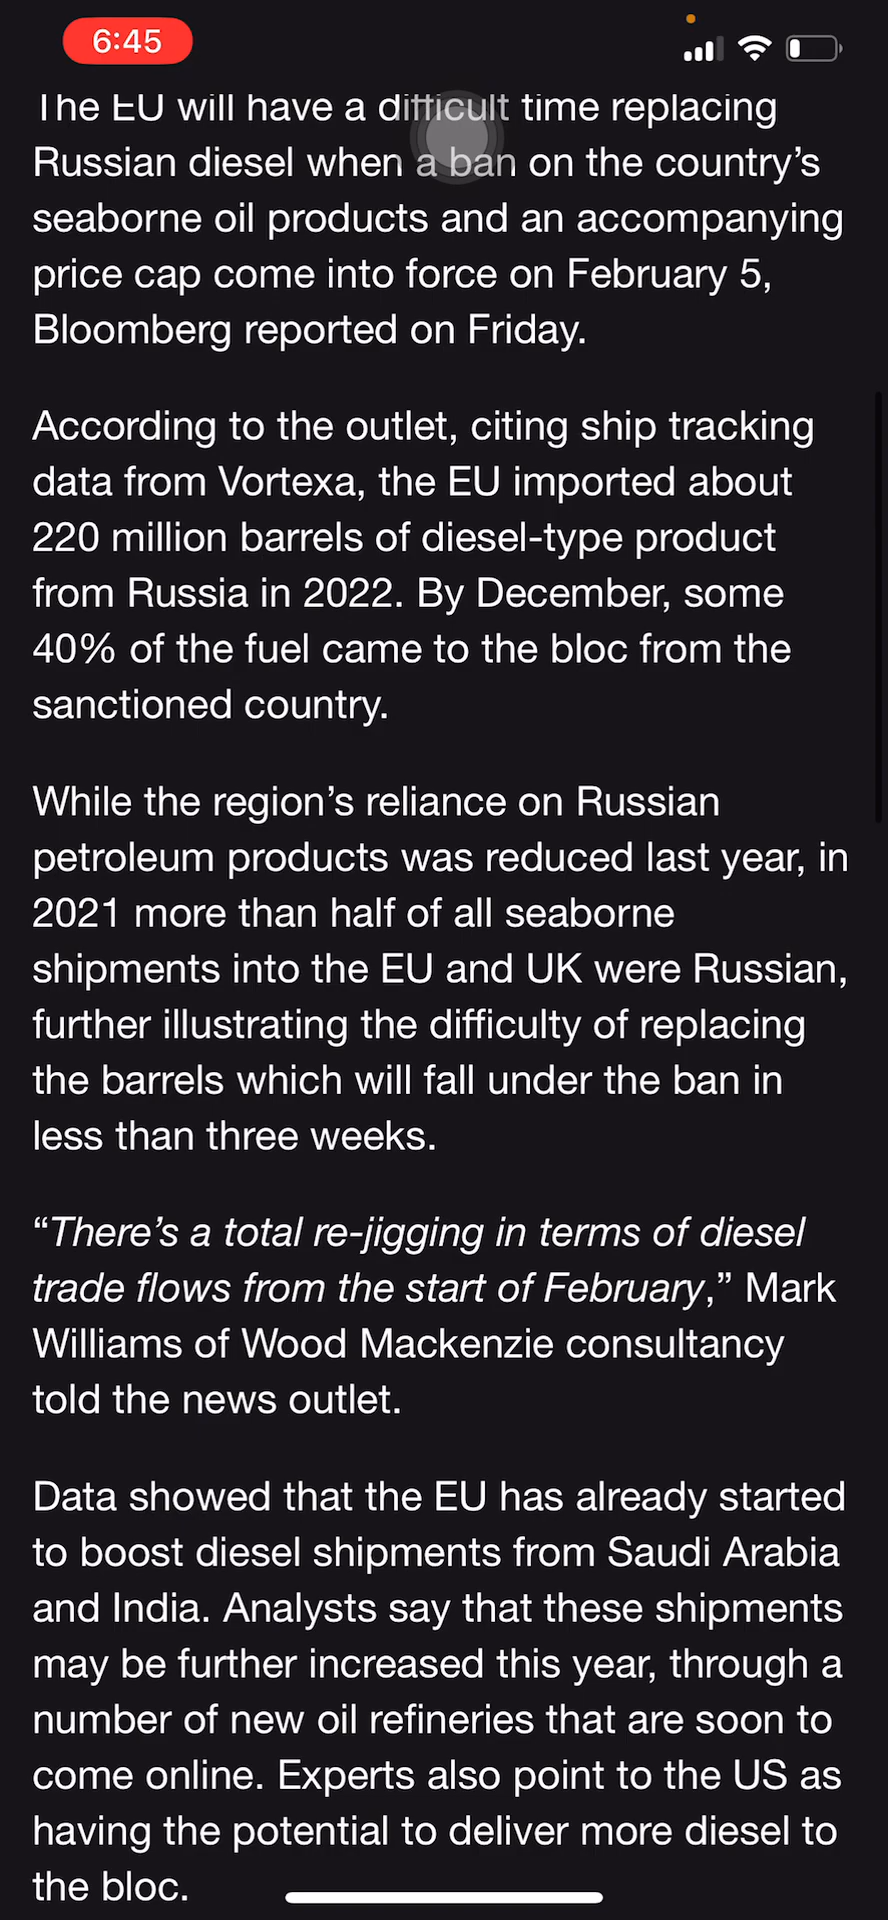 6:45
The EU will have a difficult time replacing
Russian diesel when a ban on the country’s
seaborne oil products and an accompanying
price cap come into force on February 5,
Bloomberg reported on Friday.
According to the outlet, citing ship tracking
data from Vortexa, the EU imported about
220 million barrels of diesel-type product
from Russia in 2022. By December, some
40% of the fuel came to the bloc from the
sanctioned country.
While the region’s reliance on Russian
petroleum products was reduced last year, in
2021 more than half of all seaborne
shipments into the EU and UK were Russian,
further illustrating the difficulty of replacing
the barrels which will fall under the ban in
less than three weeks.
“There’s a total re-jigging in terms of diesel
trade flows from the start of February,” Mark
Williams of Wood Mackenzie consultancy
told the news outlet.
Data showed that the EU has already started
to boost diesel shipments from Saudi Arabia
and India. Analysts say that these shipments
may be further increased this year, through a
number of new oil refineries that are soon to
come online. Experts also point to the US as
having the potential to deliver more diesel to
the bloc.